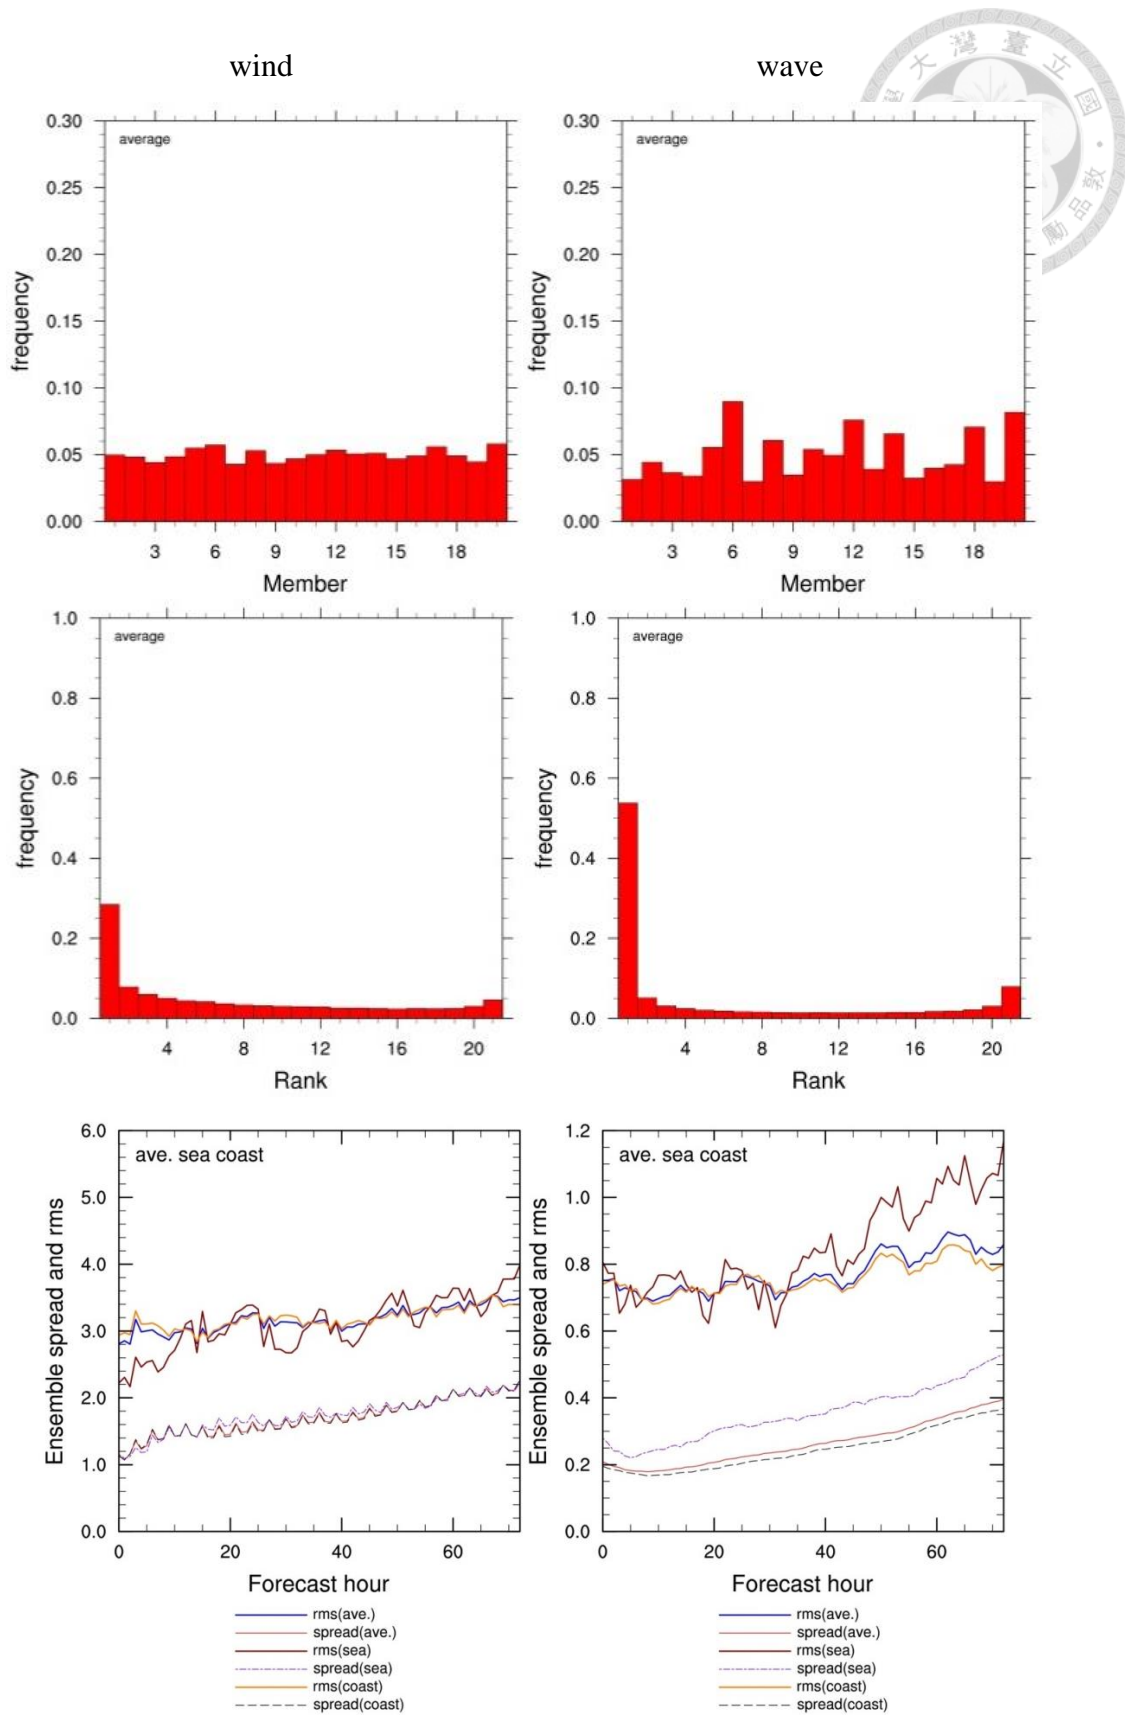 wind
wave
國立臺灣大
勵品敦
0.30
0.25
0.20
0.15
0.10
0.05
0.00
frequency
average
3 6 9 12 15 18
Member
0.30
0.25
0.20
0.15
0.10
0.05
0.00
frequency
average
3 6 9 12 15 18
Member
1.0
0.8
0.6
0.4
0.2
0.0
frequency
average
4 8 12 16 20
Rank
1.0
0.8
0.6
0.4
0.2
0.0
frequency
average
4 8 12 16 20
Rank
6.0
5.0
4.0
3.0
2.0
1.0
0.0
Ensemble spread and rms
ave. sea coast
0 20 40 60
Forecast hour
rms(ave.)
spread(ave.)
rms(sea)
spread(sea)
rms(coast)
spread(coast)
1.2
1.0
0.8
0.6
0.4
0.2
0.0
Ensemble spread and rms
ave. sea coast
0 20 40 60
Forecast hour
rms(ave.)
spread(ave.)
rms(sea)
spread(sea)
rms(coast)
spread(coast)